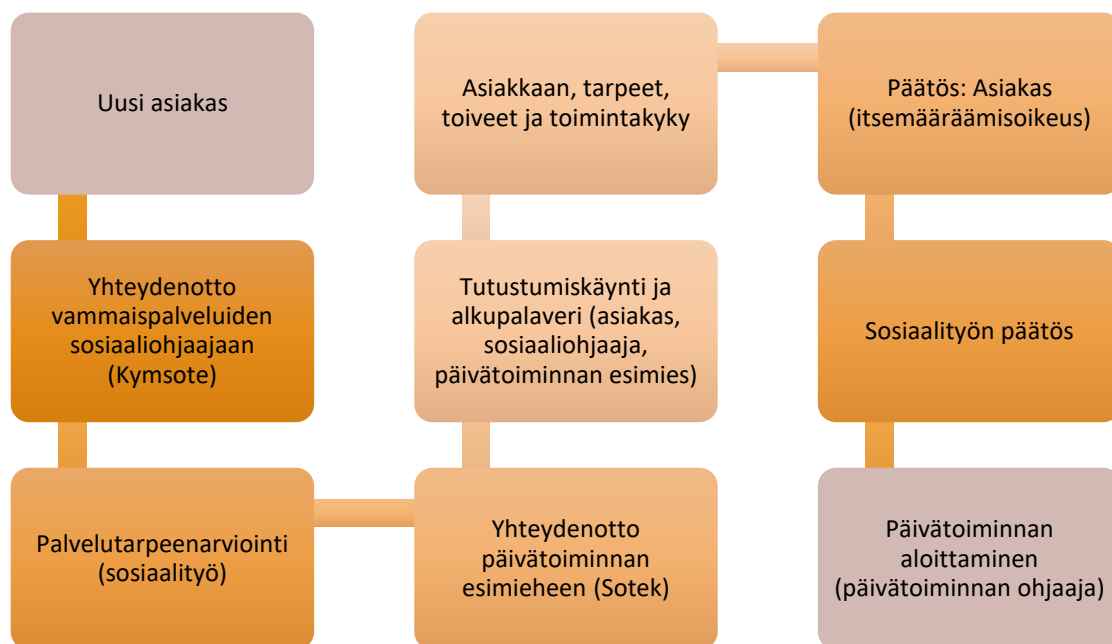 Uusi asiakas
Yhteydenotto
vammaispalveluiden
sosiaaliohjaajaan
(Kymsote)
Palvelutarpeenarviointi
(sosiaalityö)
Yhteydenotto
päivätoiminnan
esimieheen (Sotek)
Tutustumiskäynti ja
alkupalaveri (asiakas,
sosiaaliohjaaja,
päivätoiminnan esimies)
Asiakkaan, tarpeet,
toiveet ja toimintakyky
Päätös: Asiakas
(itsemääräämisoikeus)
Sosiaalityön päätös
Päivätoiminnan
aloittaminen
(päivätoiminnan ohjaaja)